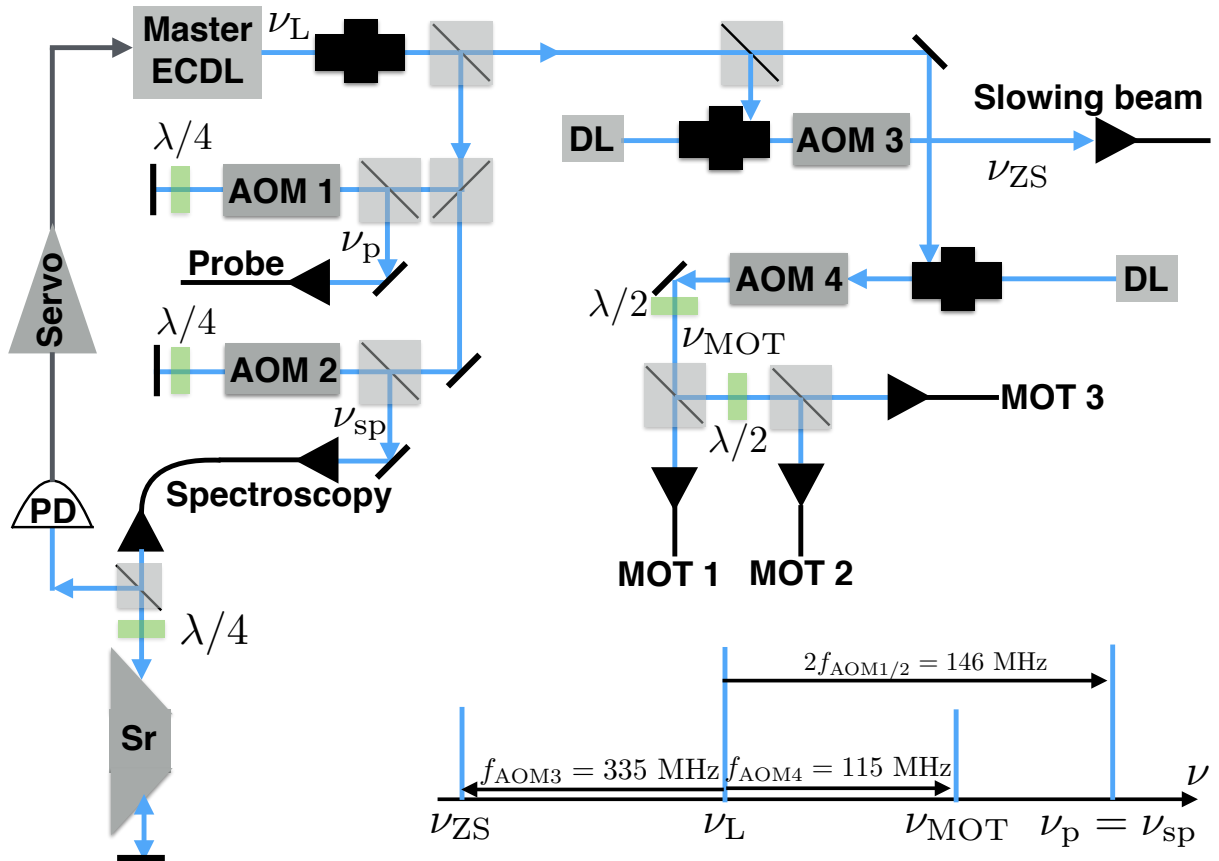 Master
ECDL
ν_L
Slowing beam
DL
AOM 3
ν_ZS
λ/4
AOM 1
ν_p
Probe
Servo
AOM 4
DL
λ/2
ν_MOT
λ/4
AOM 2
ν_sp
MOT 3
λ/2
Spectroscopy
PD
MOT 1
MOT 2
λ/4
2f_AOM1/2 = 146 MHz
Sr
f_AOM3 = 335 MHz
f_AOM4 = 115 MHz
ν
ν_ZS
ν_L
ν_MOT
ν_p = ν_sp